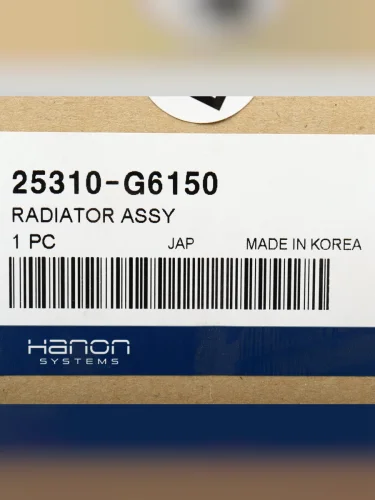 25310-G6150
RADIATOR ASSY
1 PC JAP MADE IN KOREA
Hanon
SYSTEMS